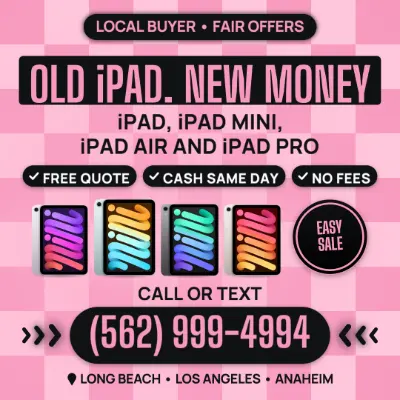 LOCAL BUYER • FAIR OFFERS
OLD iPAD. NEW MONEY
iPAD, iPAD MINI,
iPAD AIR AND iPAD PRO
✓ FREE QUOTE ✓ CASH SAME DAY ✓ NO FEES
EASY
SALE
CALL OR TEXT
(562) 999-4994
LONG BEACH • LOS ANGELES • ANAHEIM